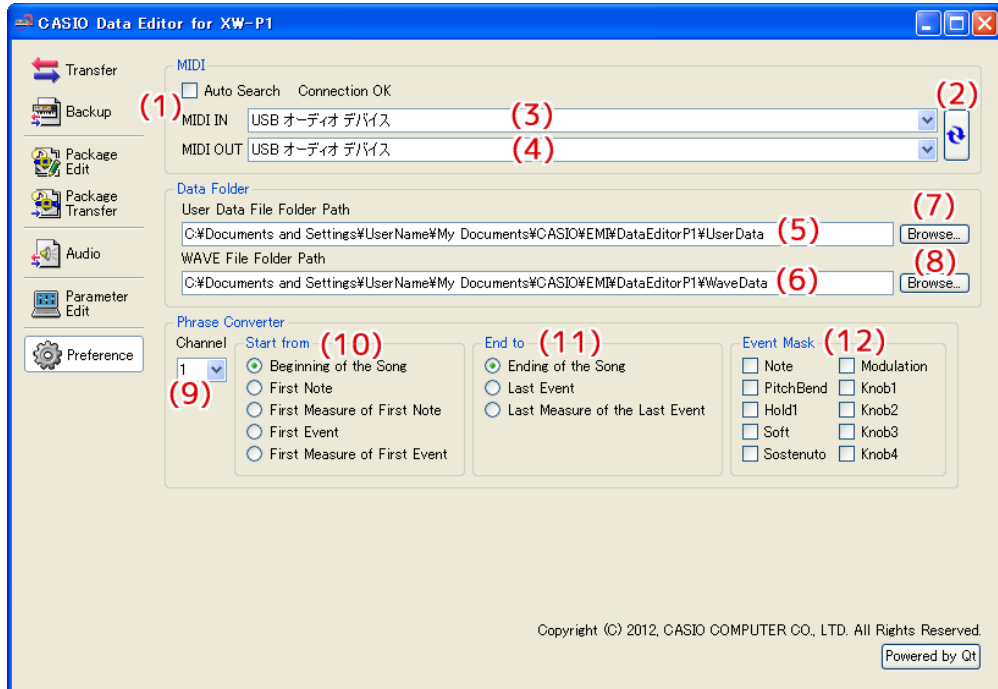 CASIO Data Editor for XW-P1
Transfer
Backup
Package Edit
Package Transfer
Audio
Parameter Edit
Preference
MIDI
(1)
Auto Search Connection OK
(2)
MIDI IN USB オーディオ デバイス (3)
MIDI OUT USB オーディオ デバイス (4)
Data Folder
User Data File Folder Path
(7)
C:¥Documents and Settings¥UserName¥My Documents¥CASIO¥EMI¥DataEditorP1¥UserData (5) Browse...
WAVE File Folder Path
(8)
C:¥Documents and Settings¥UserName¥My Documents¥CASIO¥EMI¥DataEditorP1¥WaveData (6) Browse...
Phrase Converter
Channel
1
(9)
Start from (10)
Beginning of the Song
First Note
First Measure of First Note
First Event
First Measure of First Event
End to (11)
Ending of the Song
Last Event
Last Measure of the Last Event
Event Mask (12)
Note Modulation
PitchBend Knob1
Hold1 Knob2
Soft Knob3
Sostenuto Knob4
Copyright (C) 2012, CASIO COMPUTER CO., LTD. All Rights Reserved.
Powered by Qt